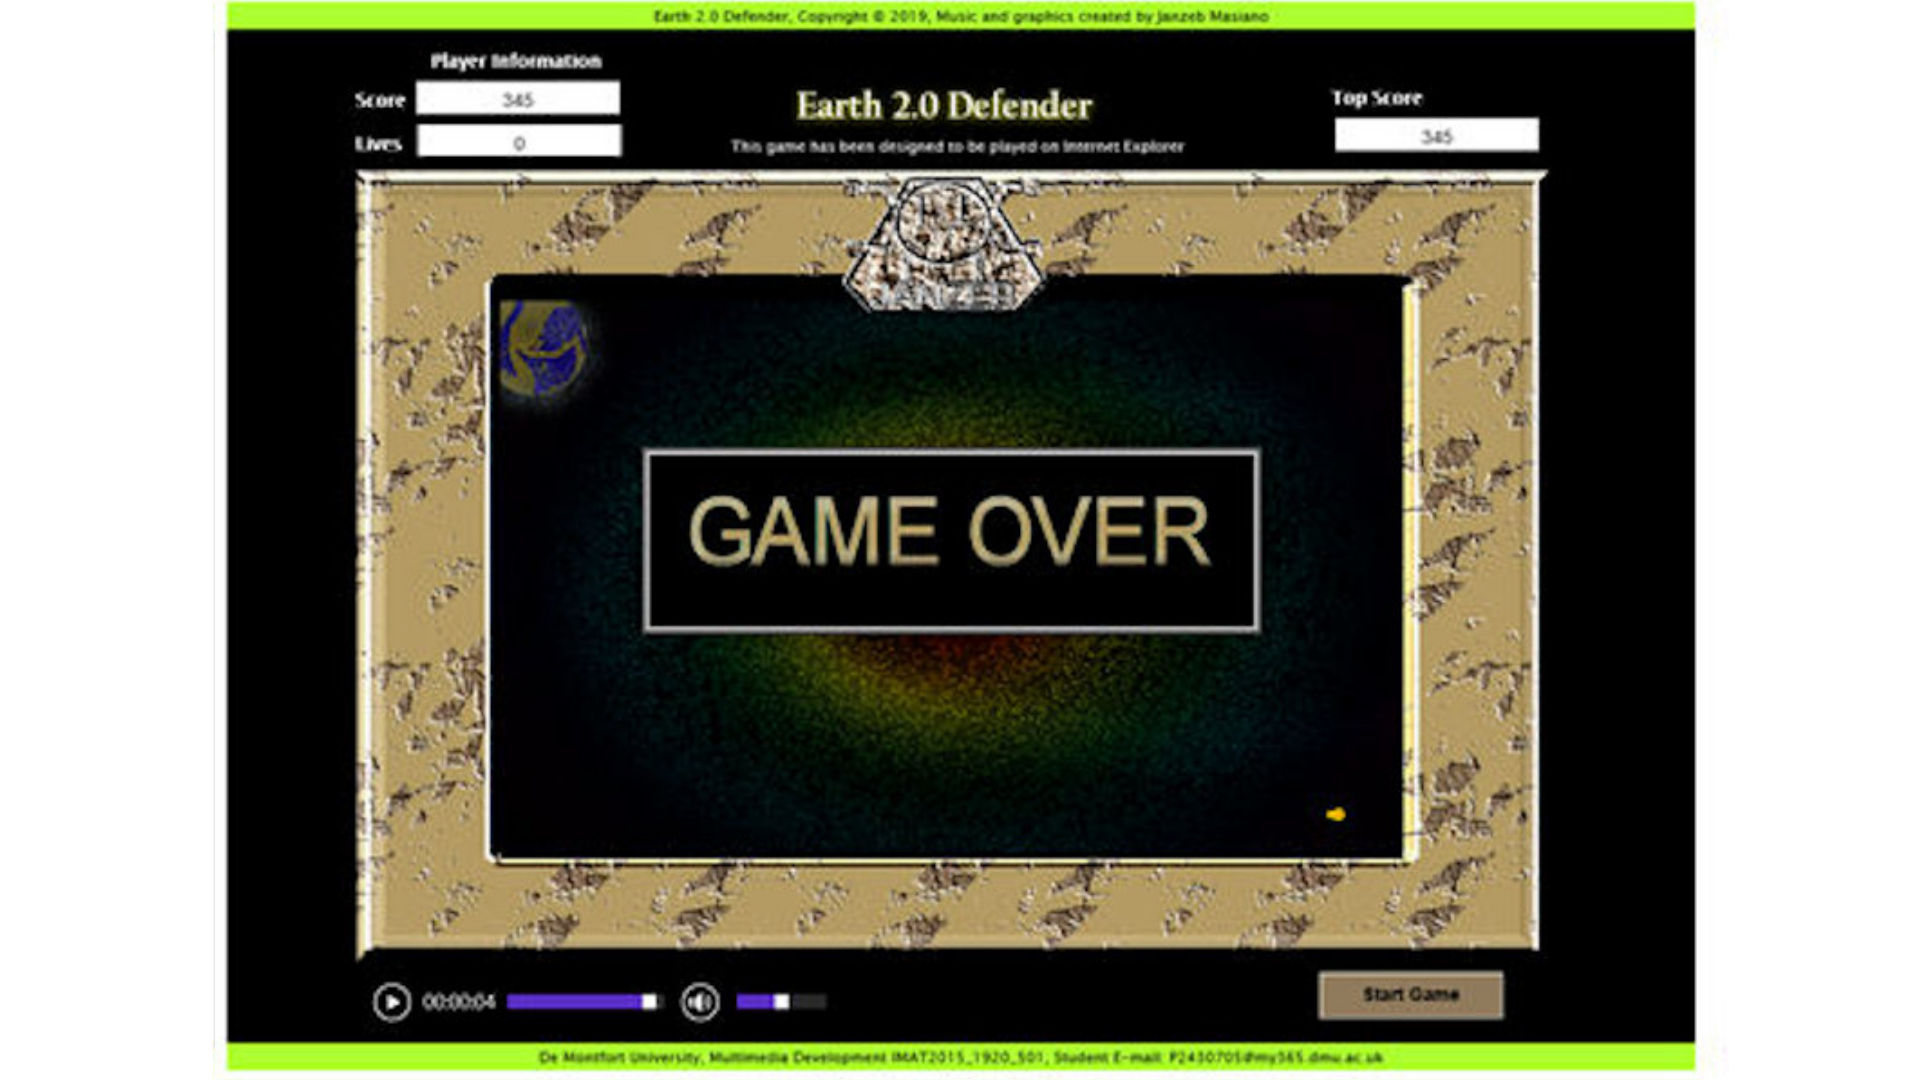 Earth 2.0 Defender, Copyright © 2019, Music and graphics created by Janzeb Masiano
Player Information
Score 345
Lives 0
Earth 2.0 Defender
This game has been designed to be played on Internet Explorer
Top Score
345
GAME OVER
00:00:04
Start Game
De Montfort University, Multimedia Development IMAT2015_1920_501, Student E-mail: P2430705@my365.dmu.ac.uk